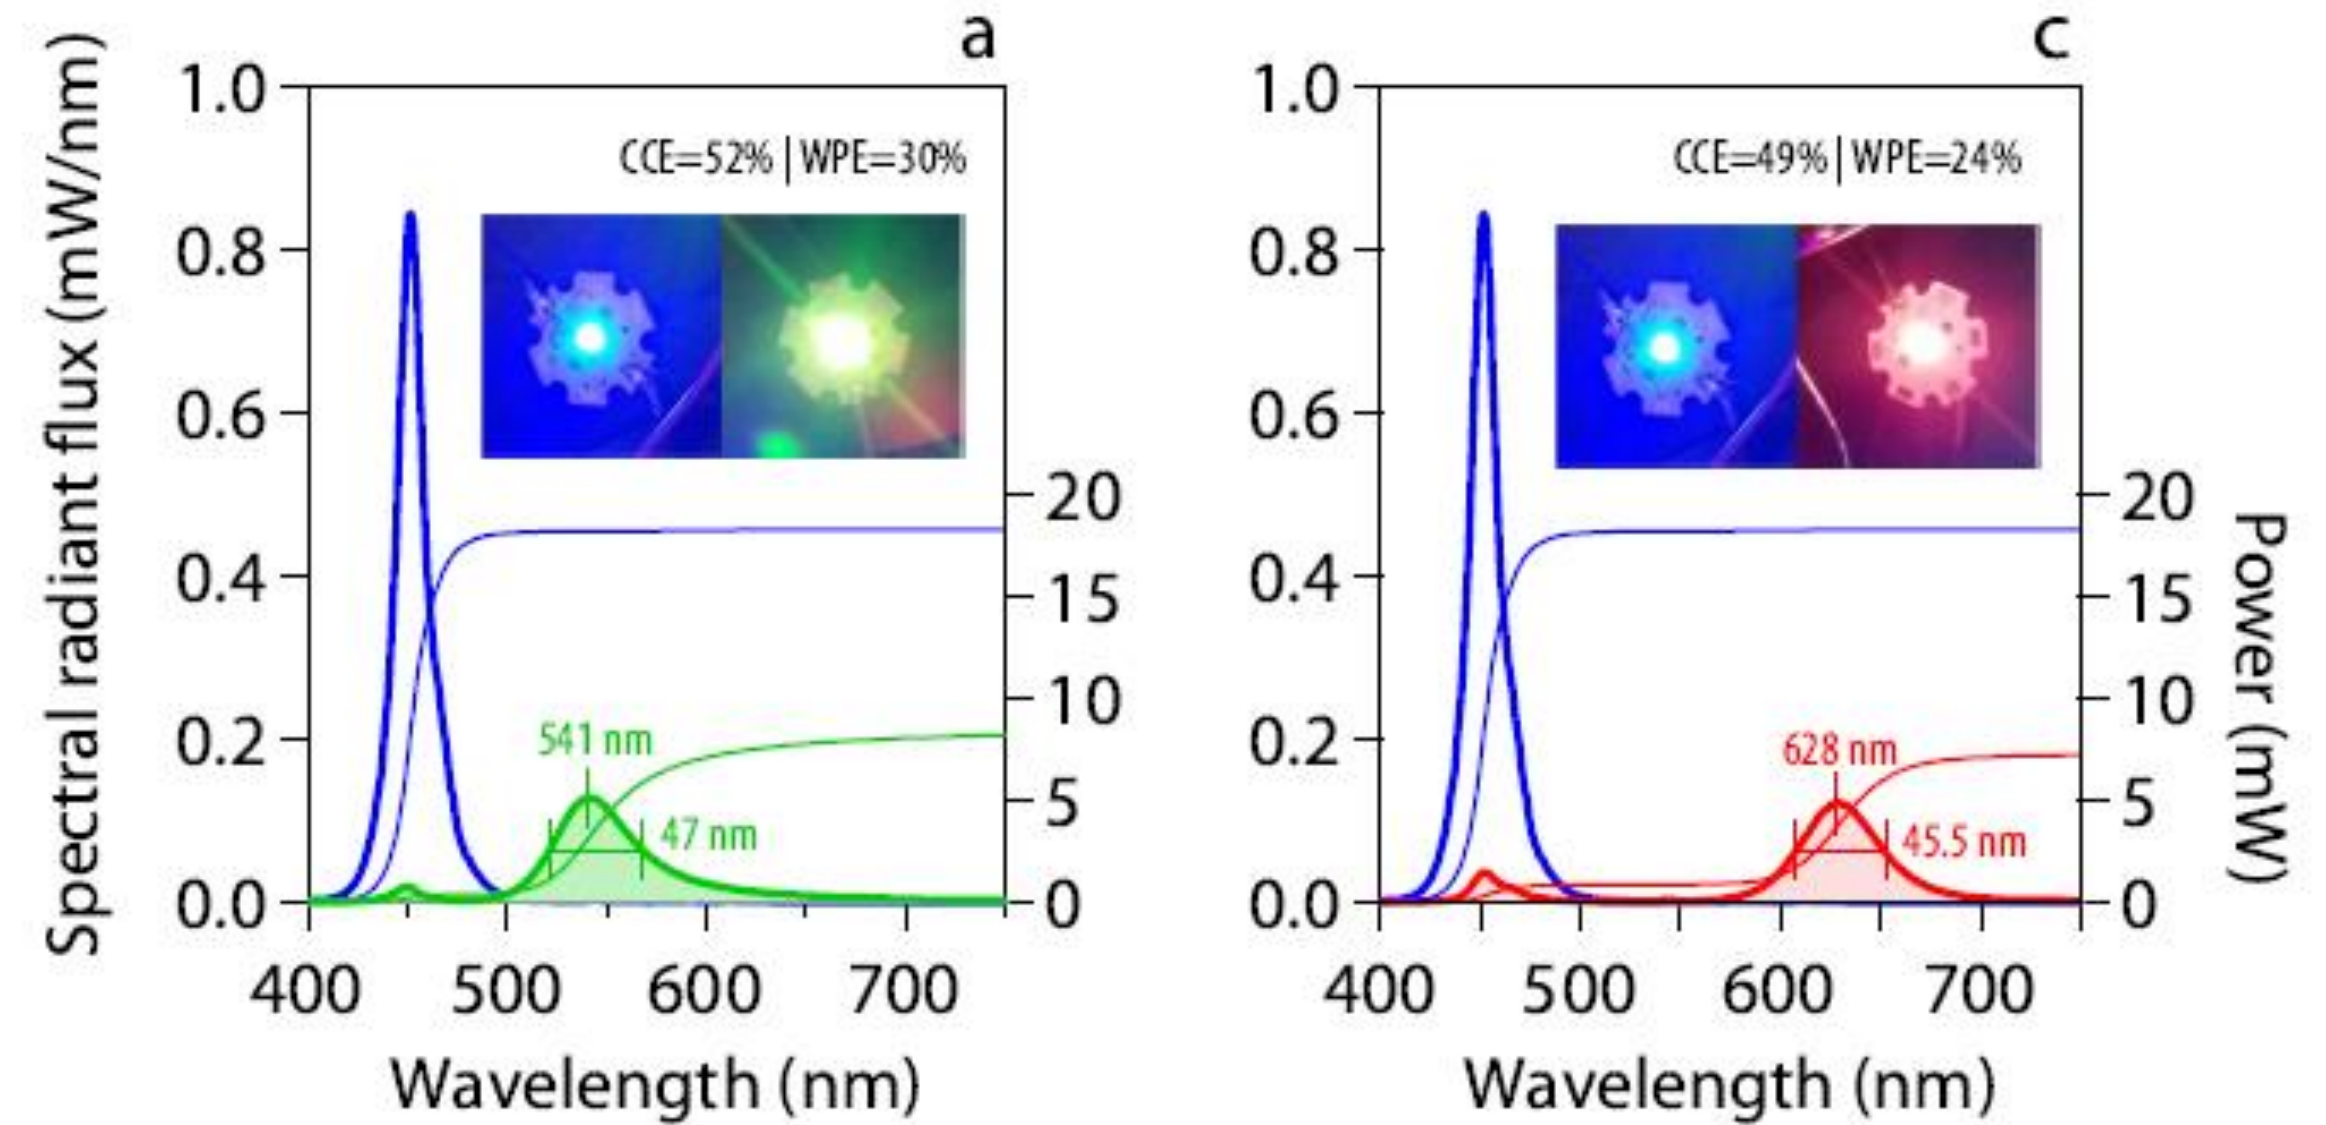 a
Spectral radiant flux (mW/nm)
1.0
0.8
0.6
0.4
0.2
0.0
CCE=52% | WPE=30%
541 nm
47 nm
20
15
10
5
0
400 500 600 700
Wavelength (nm)
c
1.0
0.8
0.6
0.4
0.2
0.0
CCE=49% | WPE=24%
628 nm
45.5 nm
20
15
10
5
0
Power (mW)
400 500 600 700
Wavelength (nm)